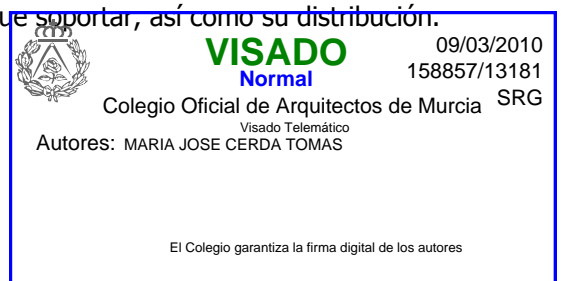 ue soportar, así como su distribución.
VISADO 09/03/2010
Normal 158857/13181
Colegio Oficial de Arquitectos de Murcia SRG
Visado Telemático
Autores: MARIA JOSE CERDA TOMAS
El Colegio garantiza la firma digital de los autores